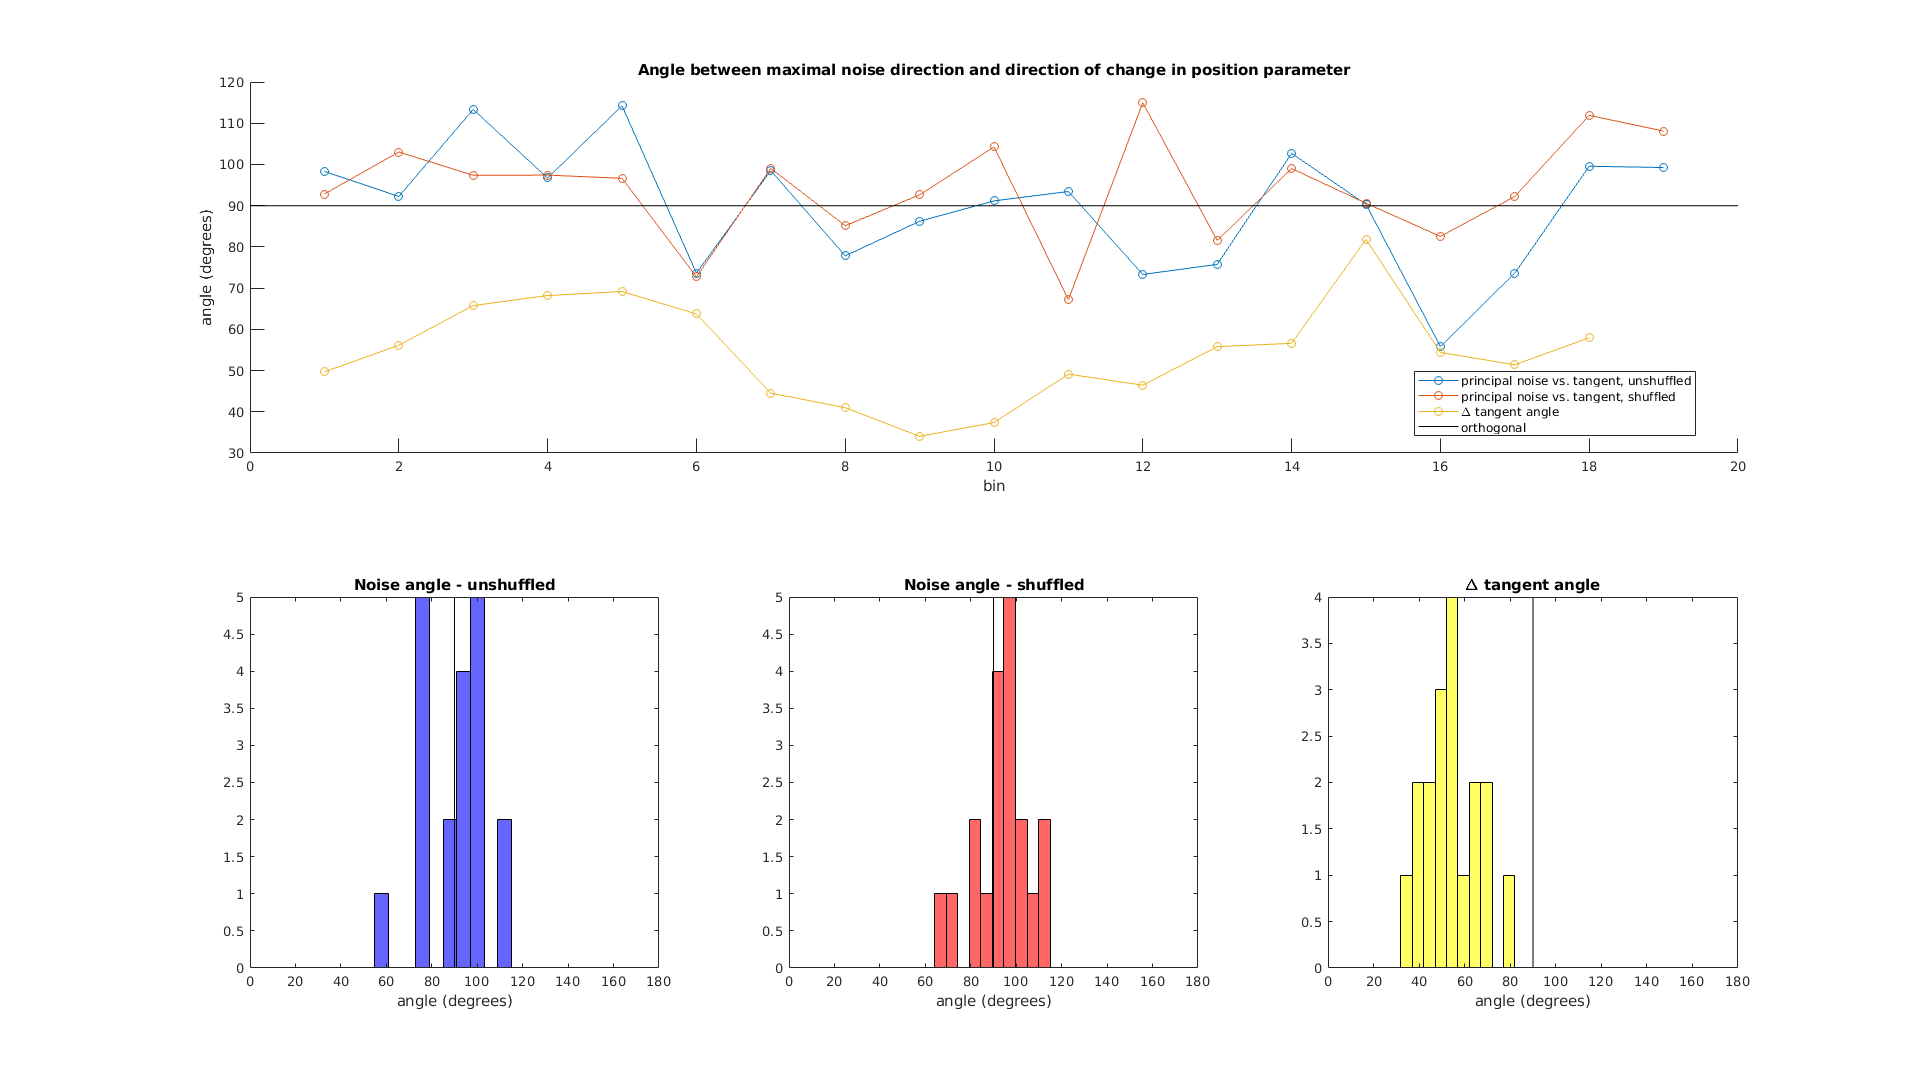 Angle between maximal noise direction and direction of change in position parameter
120
110
100
90
80
70
60
50
40
30
angle (degrees)
0 2 4 6 8 10 12 14 16 18 20
bin
principal noise vs. tangent, unshuffled
principal noise vs. tangent, shuffled
Δ tangent angle
orthogonal
Noise angle - unshuffled
5
4.5
4
3.5
3
2.5
2
1.5
1
0.5
0
0 20 40 60 80 100 120 140 160 180
angle (degrees)
Noise angle - shuffled
5
4.5
4
3.5
3
2.5
2
1.5
1
0.5
0
0 20 40 60 80 100 120 140 160 180
angle (degrees)
Δ tangent angle
4
3.5
3
2.5
2
1.5
1
0.5
0
0 20 40 60 80 100 120 140 160 180
angle (degrees)